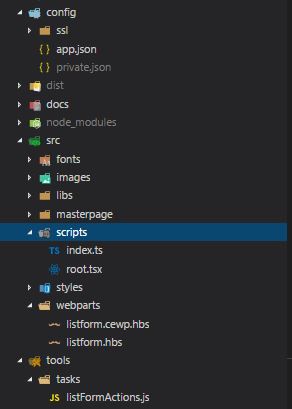 config
ssl
{ } app.json
{ } private.json
dist
docs
node_modules
src
fonts
images
libs
masterpage
scripts
TS index.ts
root.tsx
styles
webparts
listform.cewp.hbs
listform.hbs
tools
tasks
JS listFormActions.js